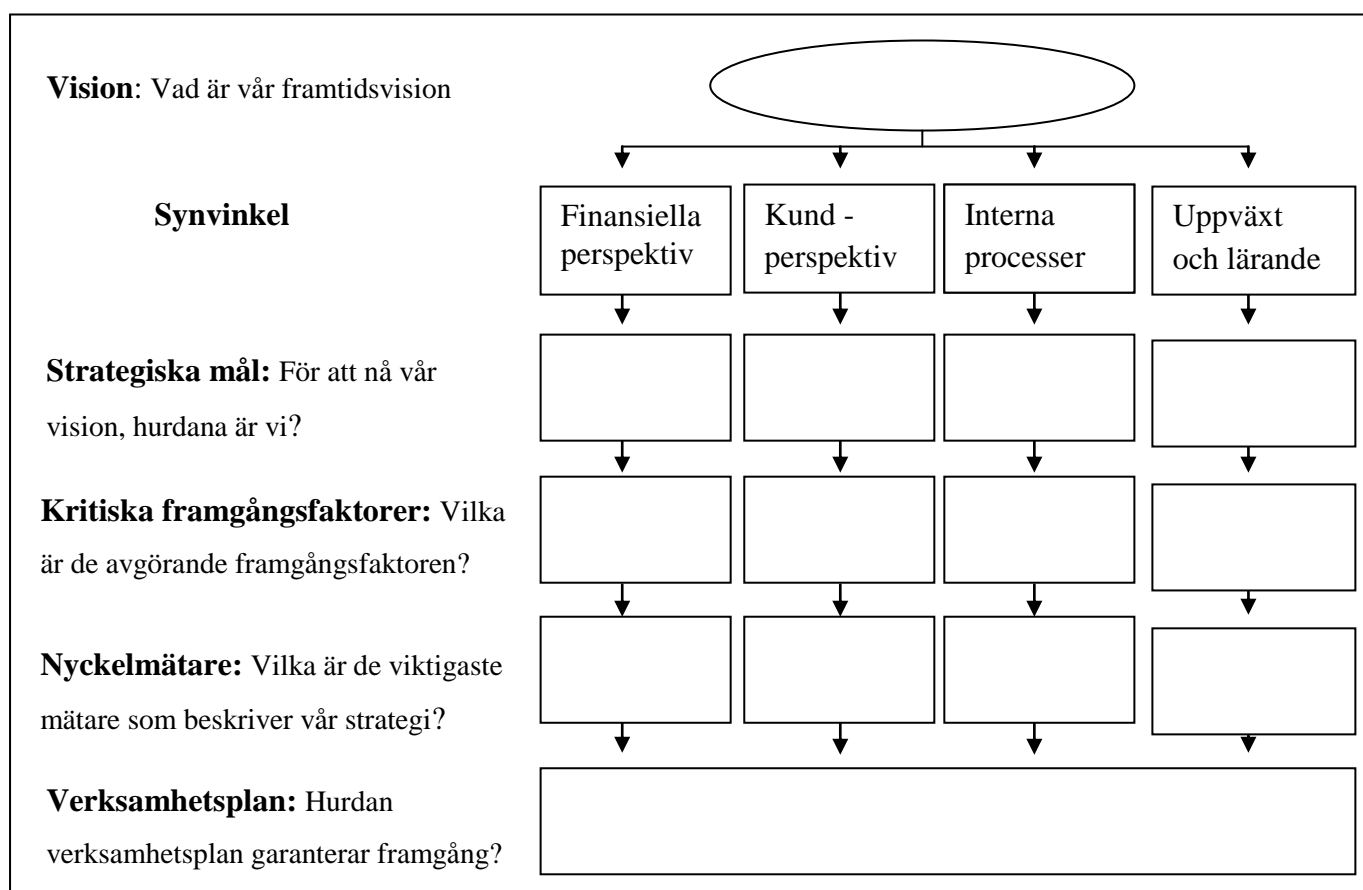 Vision: Vad är vår framtidsvision
Synvinkel
Finansiella
perspektiv
Kund -
perspektiv
Interna
processer
Uppväxt
och lärande
Strategiska mål: För att nå vår
vision, hurdana är vi?
Kritiska framgångsfaktorer: Vilka
är de avgörande framgångsfaktoren?
Nyckelmätare: Vilka är de viktigaste
mätare som beskriver vår strategi?
Verksamhetsplan: Hurdan
verksamhetsplan garanterar framgång?